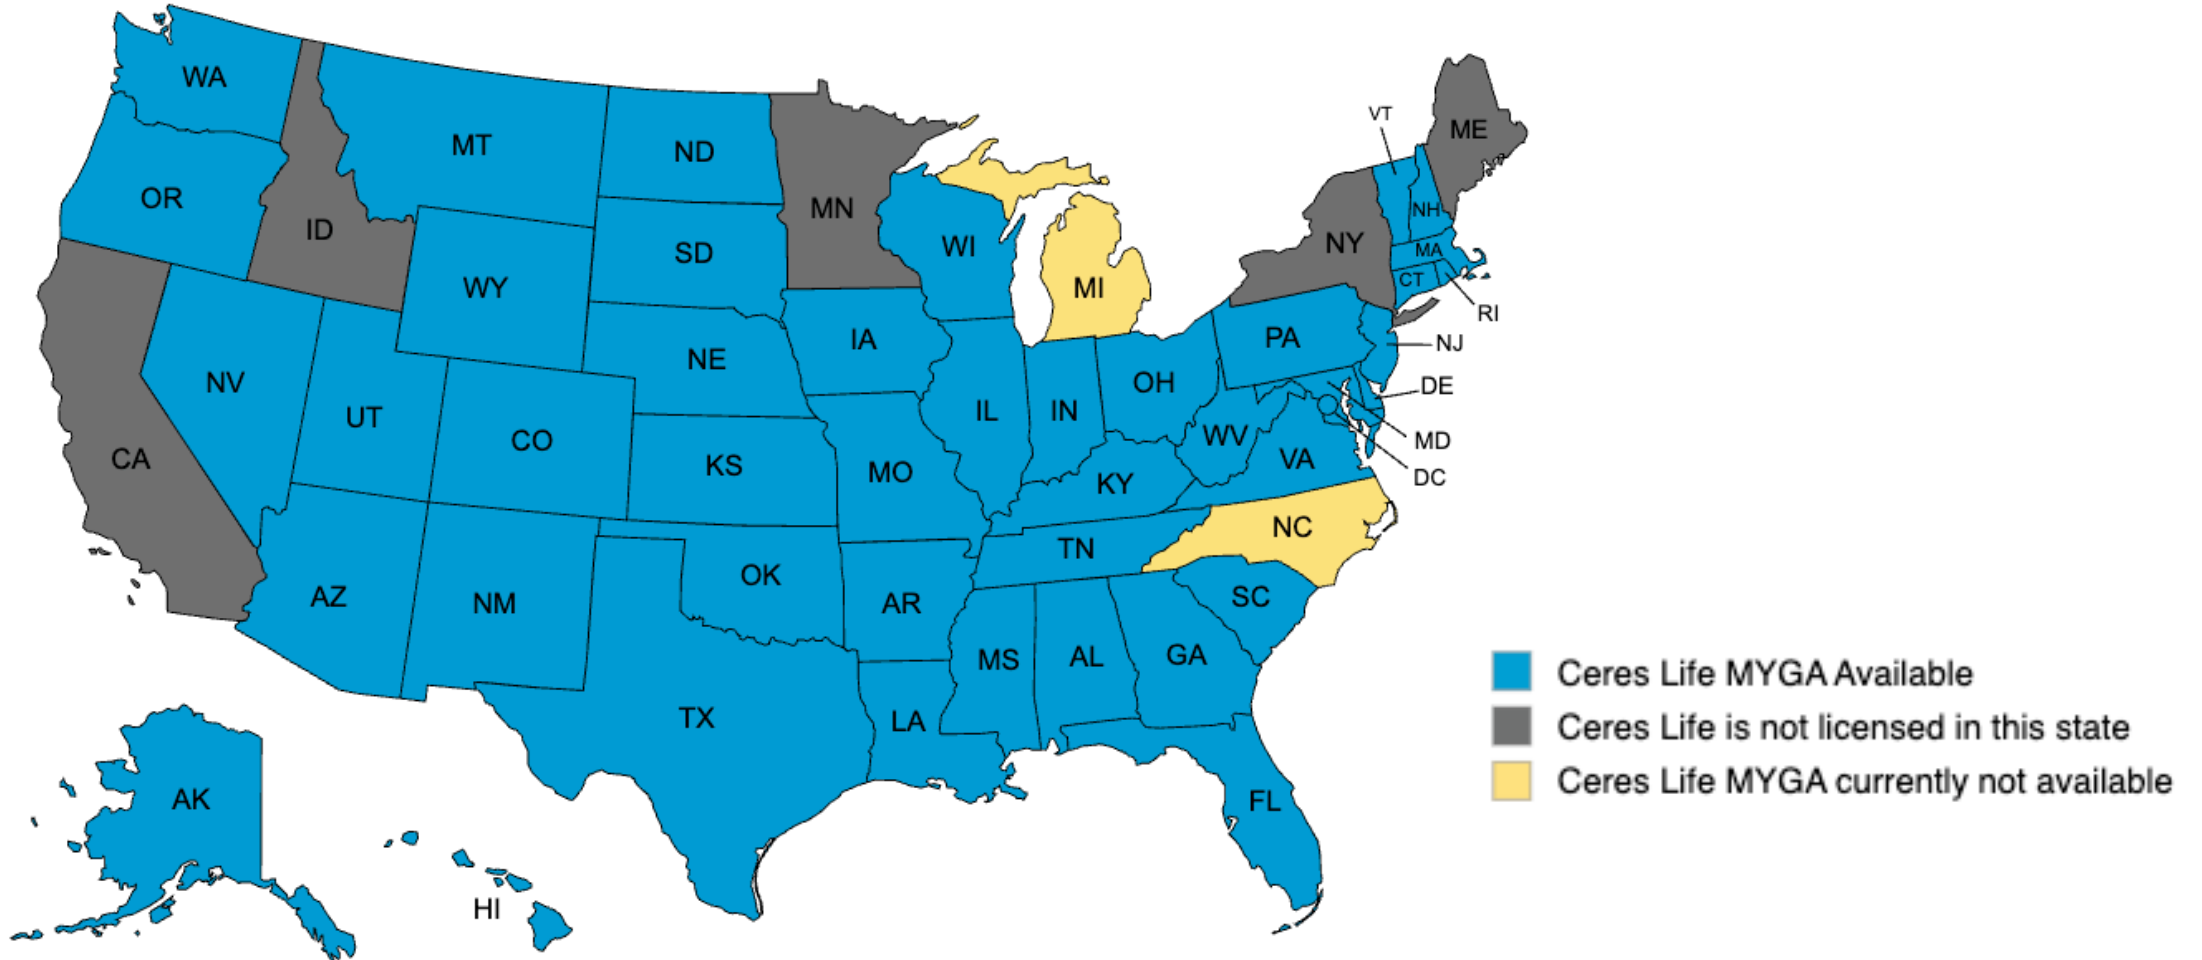 WA
MT
ND
MN
VT
ME
OR
ID
SD
WI
NH
NY
MA
WY
MI
CT
RI
IA
PA
NJ
NE
NV
OH
DE
UT
CO
IL
IN
WV
MD
CA
KS
MO
KY
VA
DC
NC
TN
OK
AZ
NM
AR
SC
MS
AL
GA
TX
LA
AK
FL
HI
Ceres Life MYGA Available
Ceres Life is not licensed in this state
Ceres Life MYGA currently not available